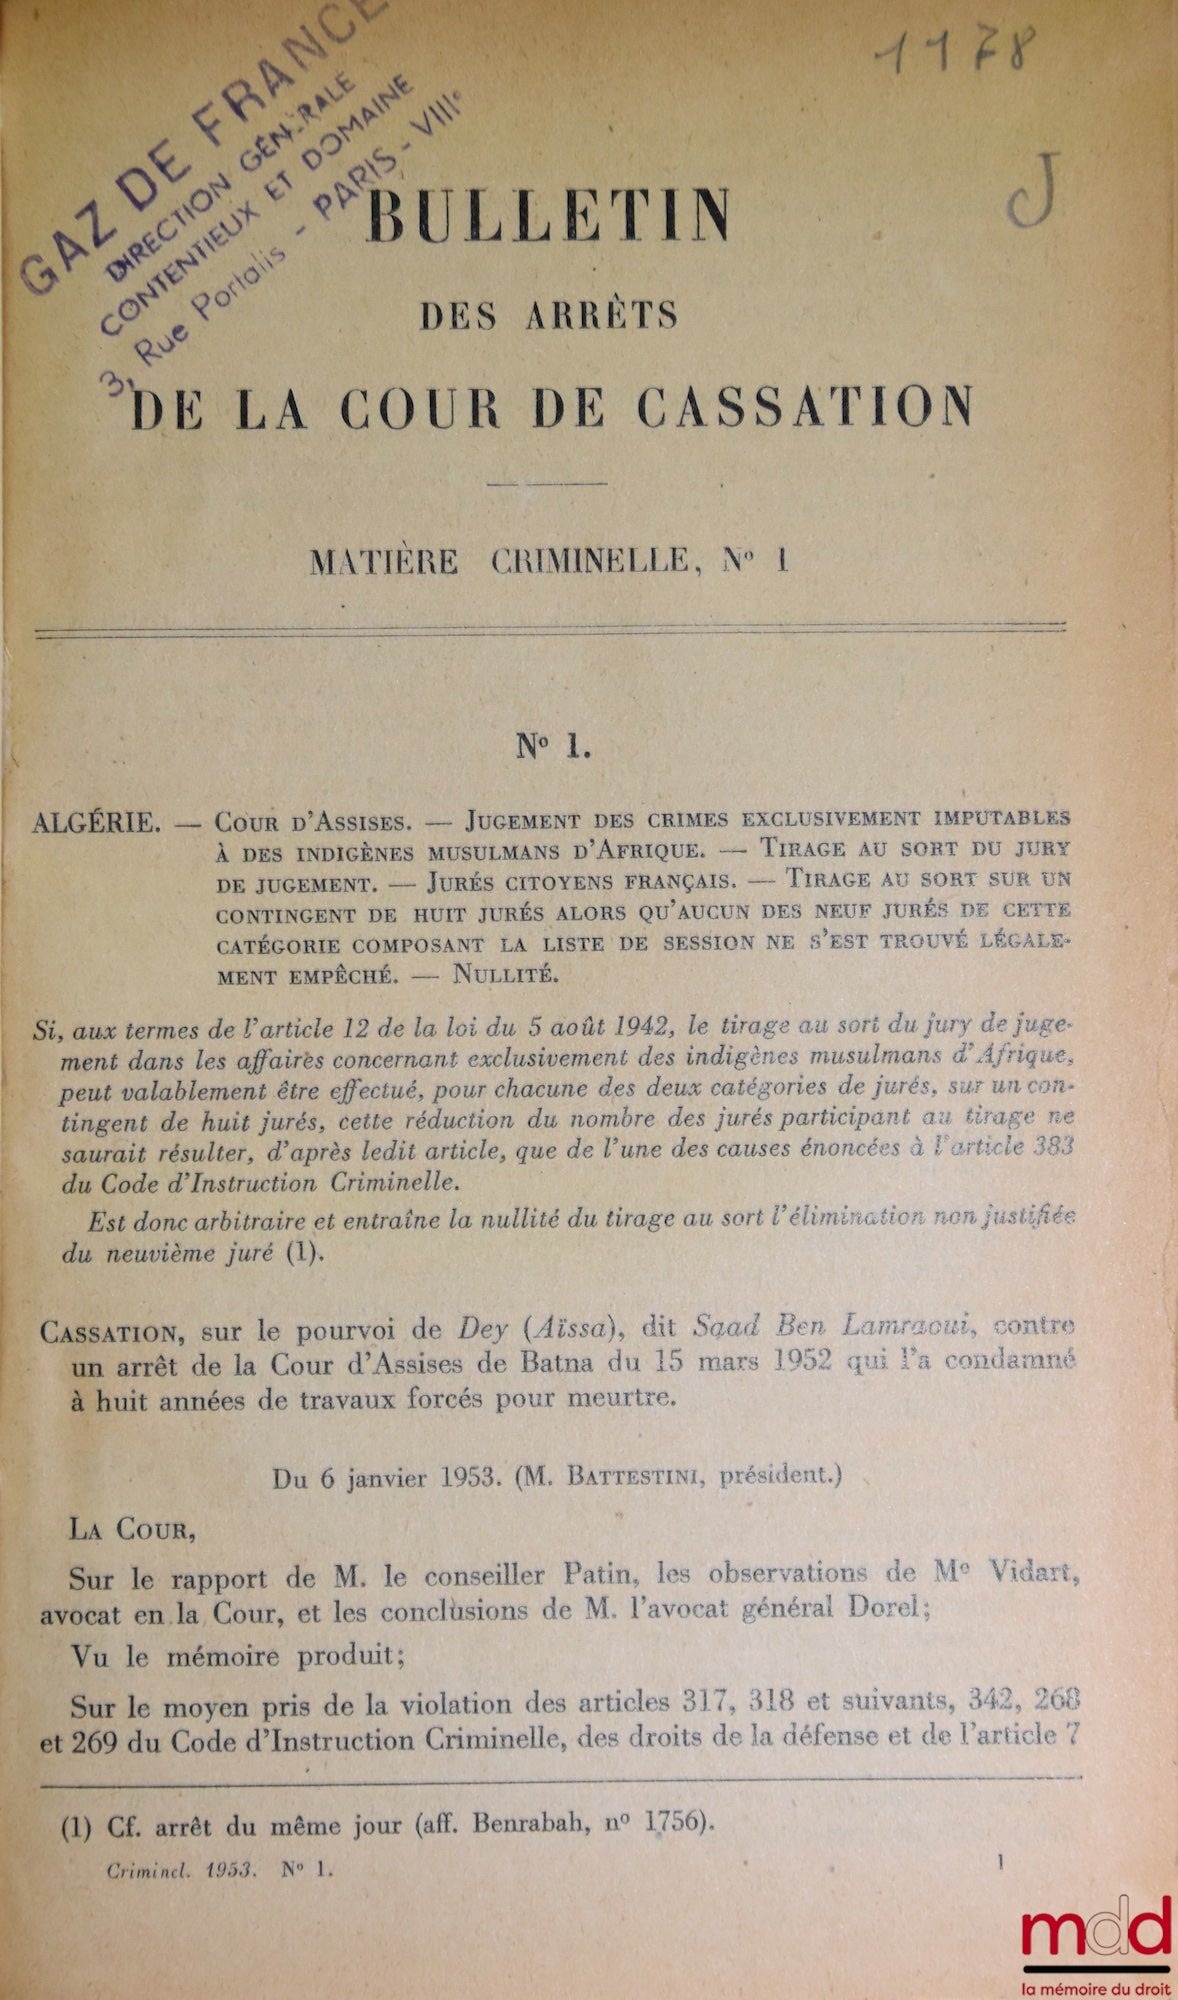 1178
J
GAZ DE FRANCE
DIRECTION GÉNÉRALE
CONTENTIEUX ET DOMAINE
3, Rue Portalis - PARIS - VIIIe
BULLETIN
DES ARRÊTS
DE LA COUR DE CASSATION
MATIÈRE CRIMINELLE, No 1
No 1.
ALGÉRIE. — Cour d'Assises. — Jugement des crimes exclusivement imputables
à des indigènes musulmans d'Afrique. — Tirage au sort du jury
de jugement. — Jurés citoyens français. — Tirage au sort sur un
contingent de huit jurés alors qu'aucun des neuf jurés de cette
catégorie composant la liste de session ne s'est trouvé légale-
ment empêché. — Nullité.
Si, aux termes de l'article 12 de la loi du 5 août 1942, le tirage au sort du jury de juge-
ment dans les affaires concernant exclusivement des indigènes musulmans d'Afrique,
peut valablement être effectué, pour chacune des deux catégories de jurés, sur un con-
tingent de huit jurés, cette réduction du nombre des jurés participant au tirage ne
saurait résulter, d'après ledit article, que de l'une des causes énoncées à l'article 383
du Code d'Instruction Criminelle.
Est donc arbitraire et entraîne la nullité du tirage au sort l'élimination non justifiée
du neuvième juré (1).
Cassation, sur le pourvoi de Dey (Aïssa), dit Saad Ben Lamraoui, contre
un arrêt de la Cour d'Assises de Batna du 15 mars 1952 qui l'a condamné
à huit années de travaux forcés pour meurtre.
Du 6 janvier 1953. (M. Battestini, président.)
La Cour,
Sur le rapport de M. le conseiller Patin, les observations de Me Vidart,
avocat en la Cour, et les conclusions de M. l'avocat général Dorel;
Vu le mémoire produit;
Sur le moyen pris de la violation des articles 317, 318 et suivants, 342, 268
et 269 du Code d'Instruction Criminelle, des droits de la défense et de l'article 7
(1) Cf. arrêt du même jour (aff. Benrabah, no 1756).
Criminel. 1953. No 1.
1
mdd
la mémoire du droit